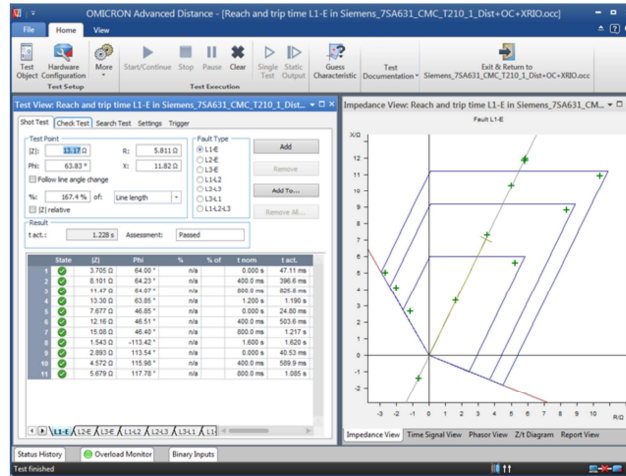 OMICRON Advanced Distance - [Reach and trip time L1-E in Siemens_7SA631_CMC_T210_1_Dist+OC+XRIO.occ]
File Home View
Test Object Hardware Configuration More Start/Continue Stop Pause Clear Single Test Static Output Guess Characteristic Test Documentation Exit & Return to Siemens_7SA631_CMC_T210_1_Dist+OC+XRIO.occ
Test Setup Test Execution
Test View: Reach and trip time L1-E in Siemens_7SA631_CMC_T210_1_Dist...
Shot Test Check Test Search Test Settings Trigger
Test Point
|Z|: 13.17 Ω R: 5.811 Ω
Phi: 63.83 ° X: 11.82 Ω
Follow line angle change
%: 167.4 % of: Line length
|Z| relative
Fault Type
L1-E
L2-E
L3-E
L1-L2
L2-L3
L3-L1
L1-L2-L3
Add
Remove
Add To...
Remove All...
Result
t act.: 1.228 s Assessment: Passed
State |Z| Phi % % of t nom t act.
1 3.705 Ω 64.00 ° n/a 0.000 s 47.11 ms
2 8.101 Ω 64.23 ° n/a 400.0 ms 396.6 ms
3 11.47 Ω 64.07 ° n/a 800.0 ms 825.8 ms
4 13.30 Ω 63.85 ° n/a 1.200 s 1.190 s
5 7.677 Ω 46.85 ° n/a 0.000 s 24.80 ms
6 12.16 Ω 46.51 ° n/a 400.0 ms 503.6 ms
7 15.08 Ω 46.40 ° n/a 800.0 ms 1.217 s
8 1.543 Ω -113.42 ° n/a 1.600 s 1.620 s
9 2.893 Ω 113.54 ° n/a 0.000 s 40.53 ms
10 4.572 Ω 115.98 ° n/a 400.0 ms 589.9 ms
11 5.679 Ω 117.78 ° n/a 800.0 ms 1.085 s
L1-E L2-E L3-E L1-L2 L2-L3 L3-L1
Impedance View: Reach and trip time L1-E in Siemens_7SA631_CM...
Fault L1-E
X/Ω
13
12
11
10
9
8
7
6
5
4
3
2
1
0
-1
-2
-3 -2 -1 0 1 2 3 4 5 6 7 8 9 10
R/Ω
Impedance View Time Signal View Phasor View Z/t Diagram Report View
Status History Overload Monitor Binary Inputs
Test finished